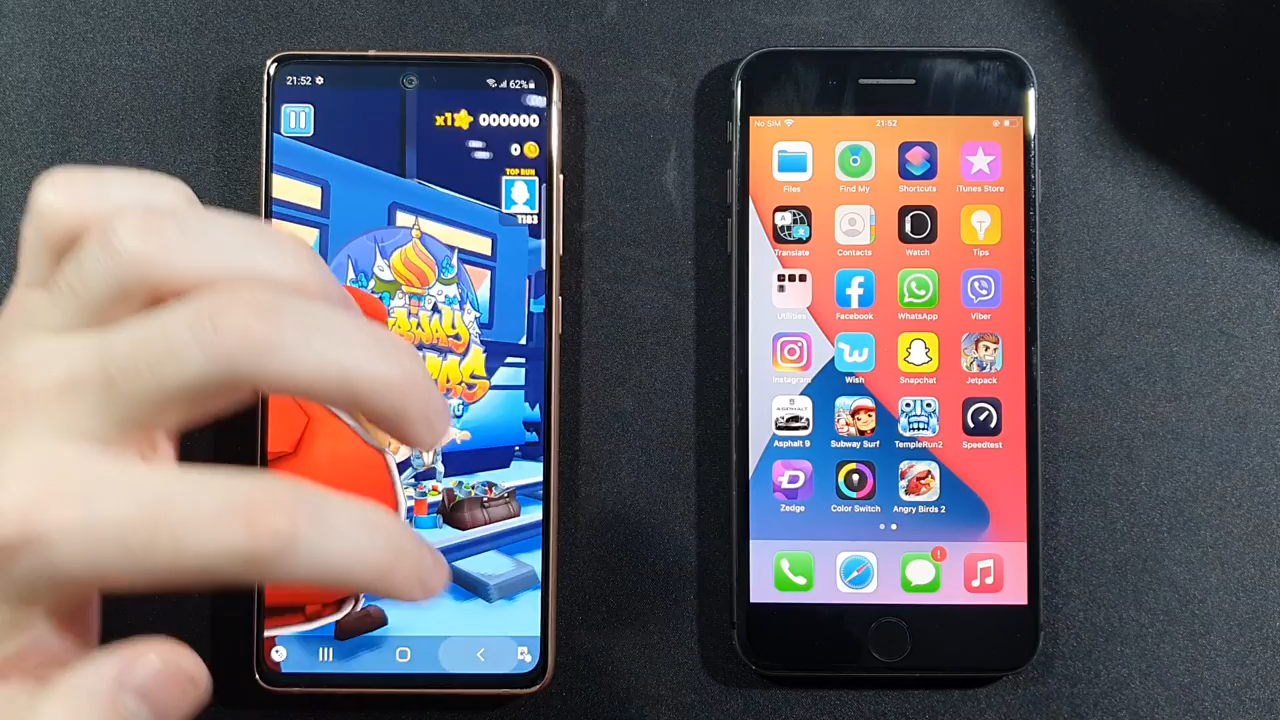 21:52
62%
x1
000000
0
TOP RUN
1183
No SIM
21:52
Files
Find My
Shortcuts
iTunes Store
Translate
Contacts
Watch
Tips
Utilities
Facebook
WhatsApp
Viber
Instagram
Wish
Snapchat
Jetpack
ASPHALT
Asphalt 9
Subway Surf
TempleRun2
Speedtest
Zedge
Color Switch
Angry Birds 2